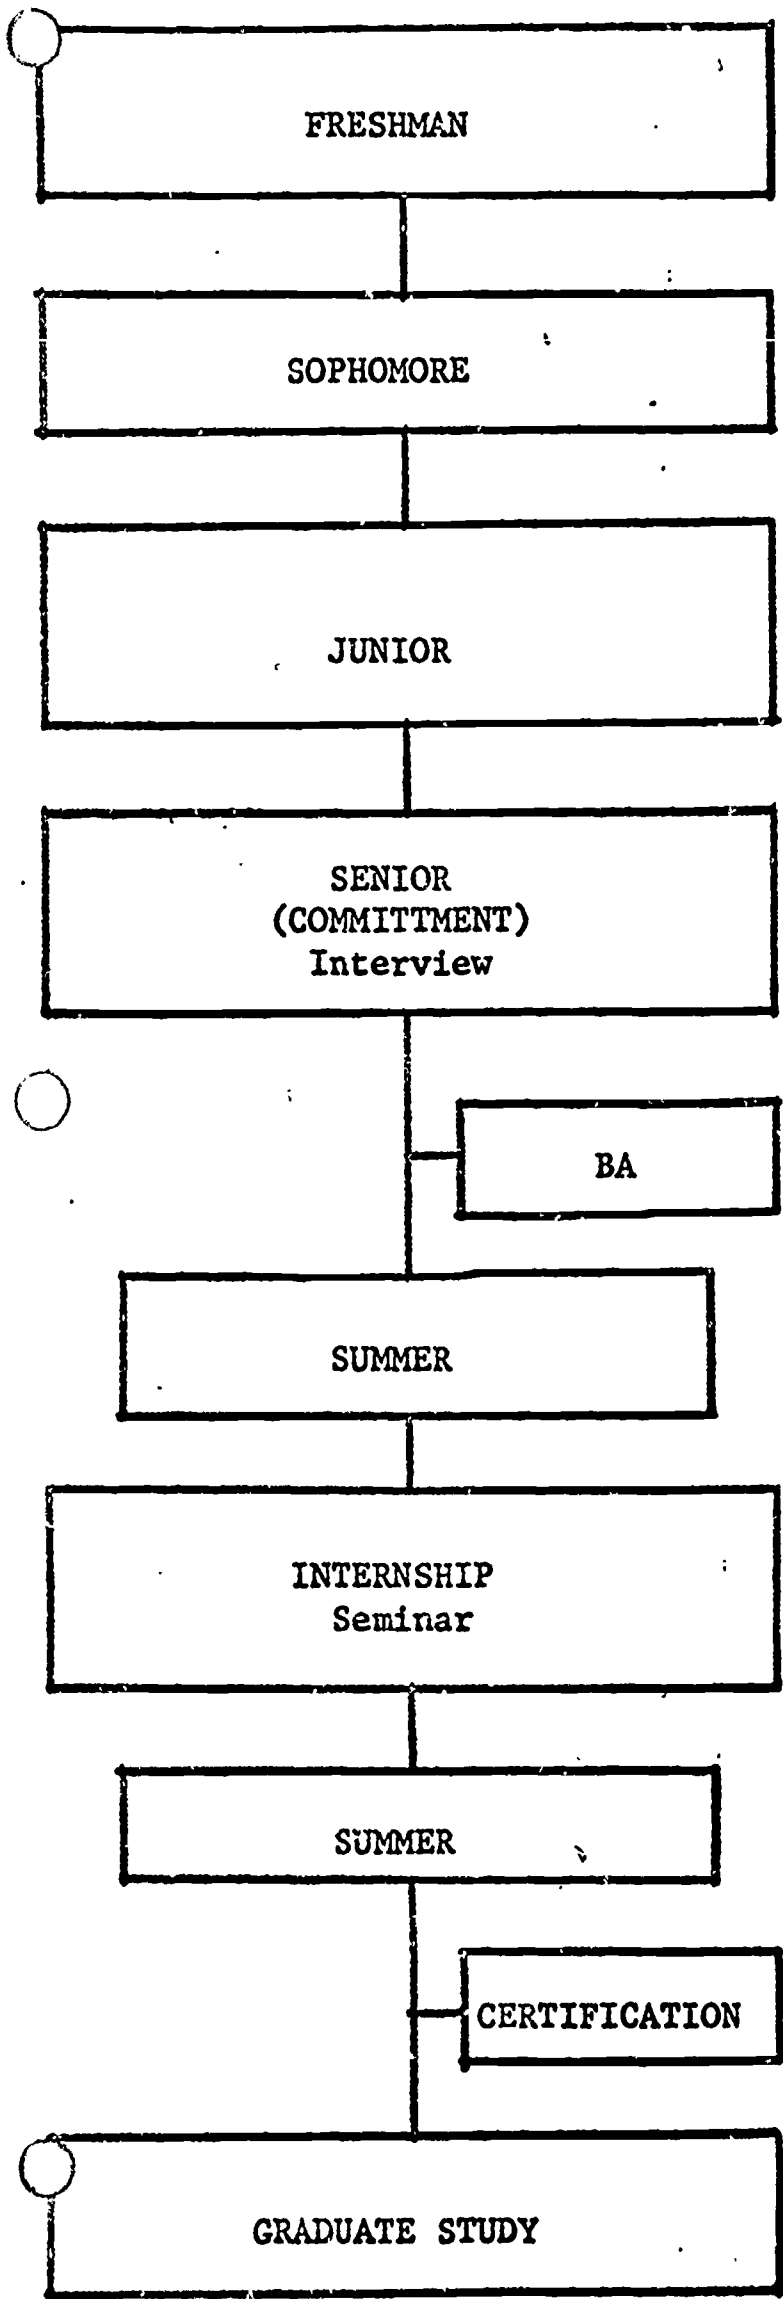 FRESHMAN
SOPHOMORE
JUNIOR
SENIOR
(COMMITTMENT)
Interview
BA
SUMMER
INTERNSHIP
Seminar
SUMMER
CERTIFICATION
GRADUATE STUDY